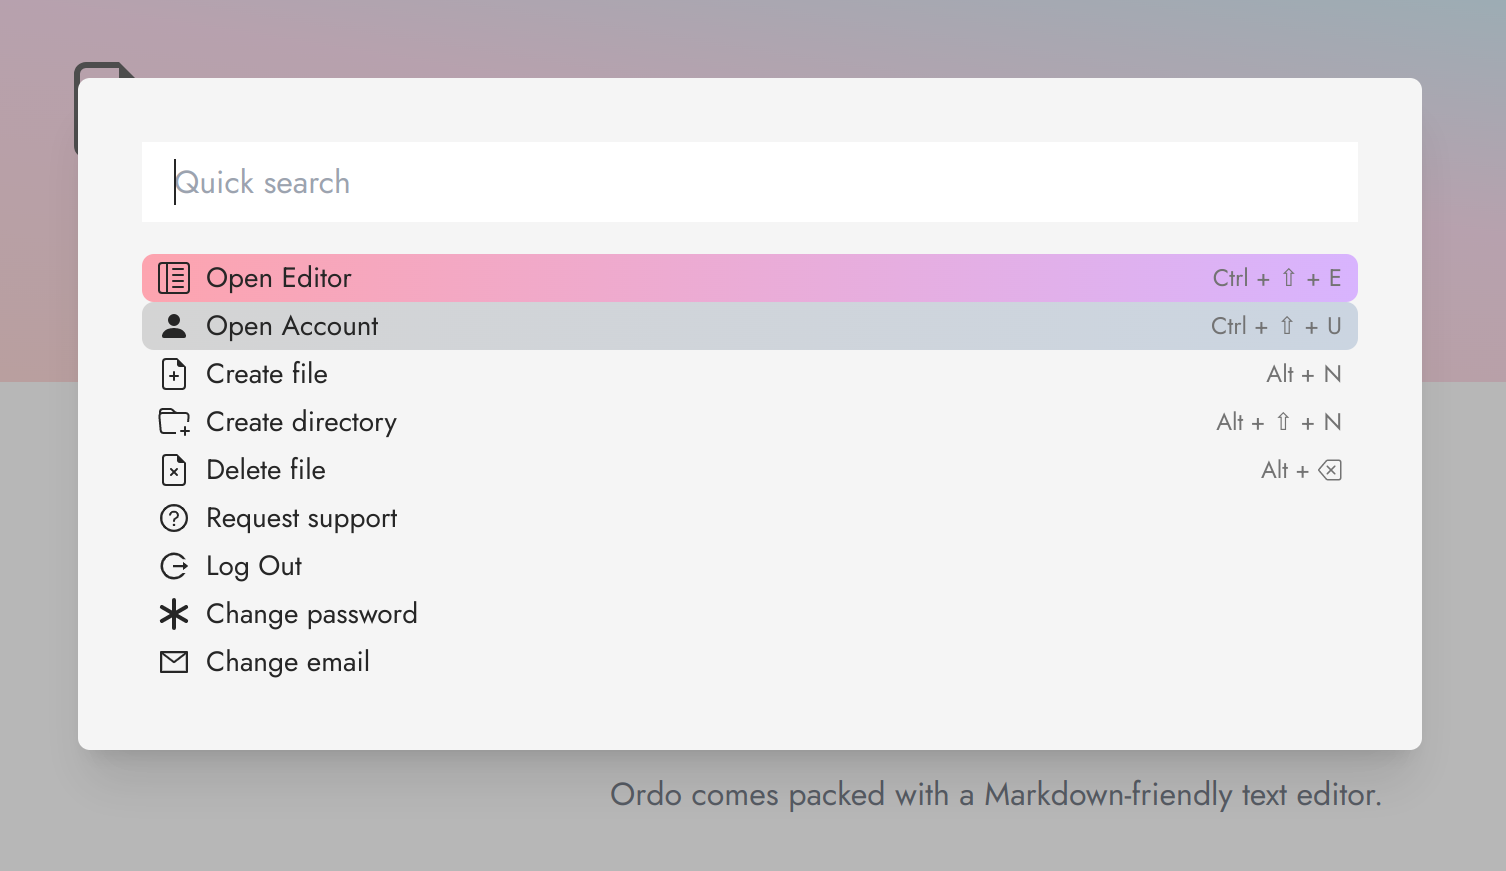 Quick search
Open Editor Ctrl + ⇧ + E
Open Account Ctrl + ⇧ + U
Create file Alt + N
Create directory Alt + ⇧ + N
Delete file Alt + ⌫
Request support
Log Out
Change password
Change email
Ordo comes packed with a Markdown-friendly text editor.